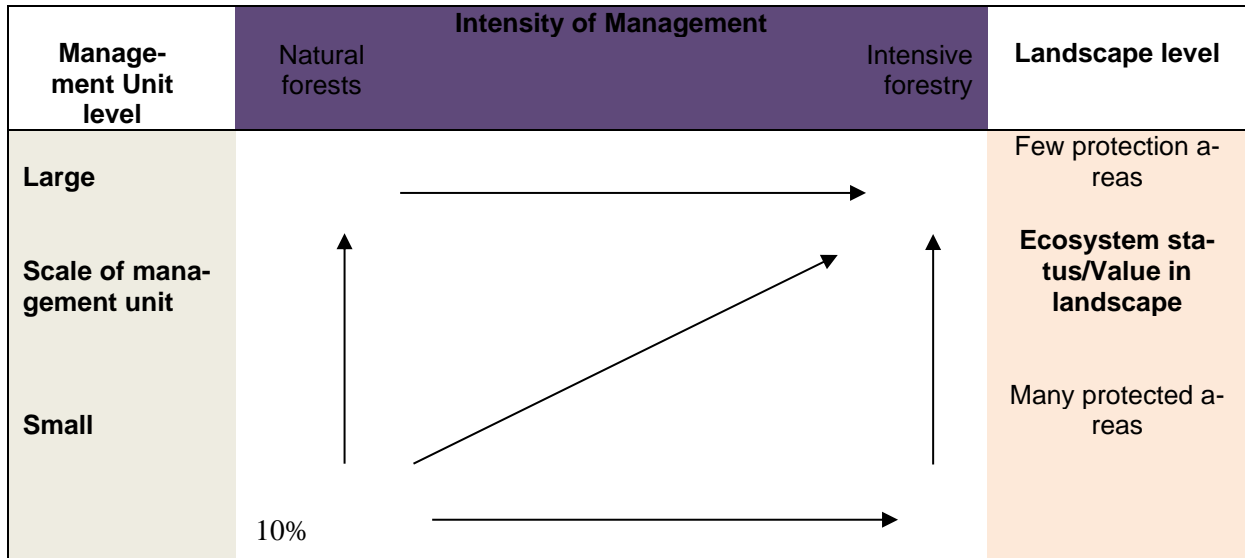 Intensity of Management
Manage-
ment Unit
level
Natural
forests
Intensive
forestry
Landscape level
Large
Few protection a-
reas
Scale of mana-
gement unit
Ecosystem sta-
tus/Value in
landscape
Small
Many protected a-
reas
10%